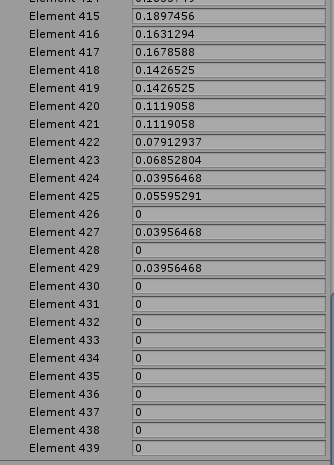 Element 415 0.1897456
Element 416 0.1631294
Element 417 0.1678588
Element 418 0.1426525
Element 419 0.1426525
Element 420 0.1119058
Element 421 0.1119058
Element 422 0.07912937
Element 423 0.06852804
Element 424 0.03956468
Element 425 0.05595291
Element 426 0
Element 427 0.03956468
Element 428 0
Element 429 0.03956468
Element 430 0
Element 431 0
Element 432 0
Element 433 0
Element 434 0
Element 435 0
Element 436 0
Element 437 0
Element 438 0
Element 439 0